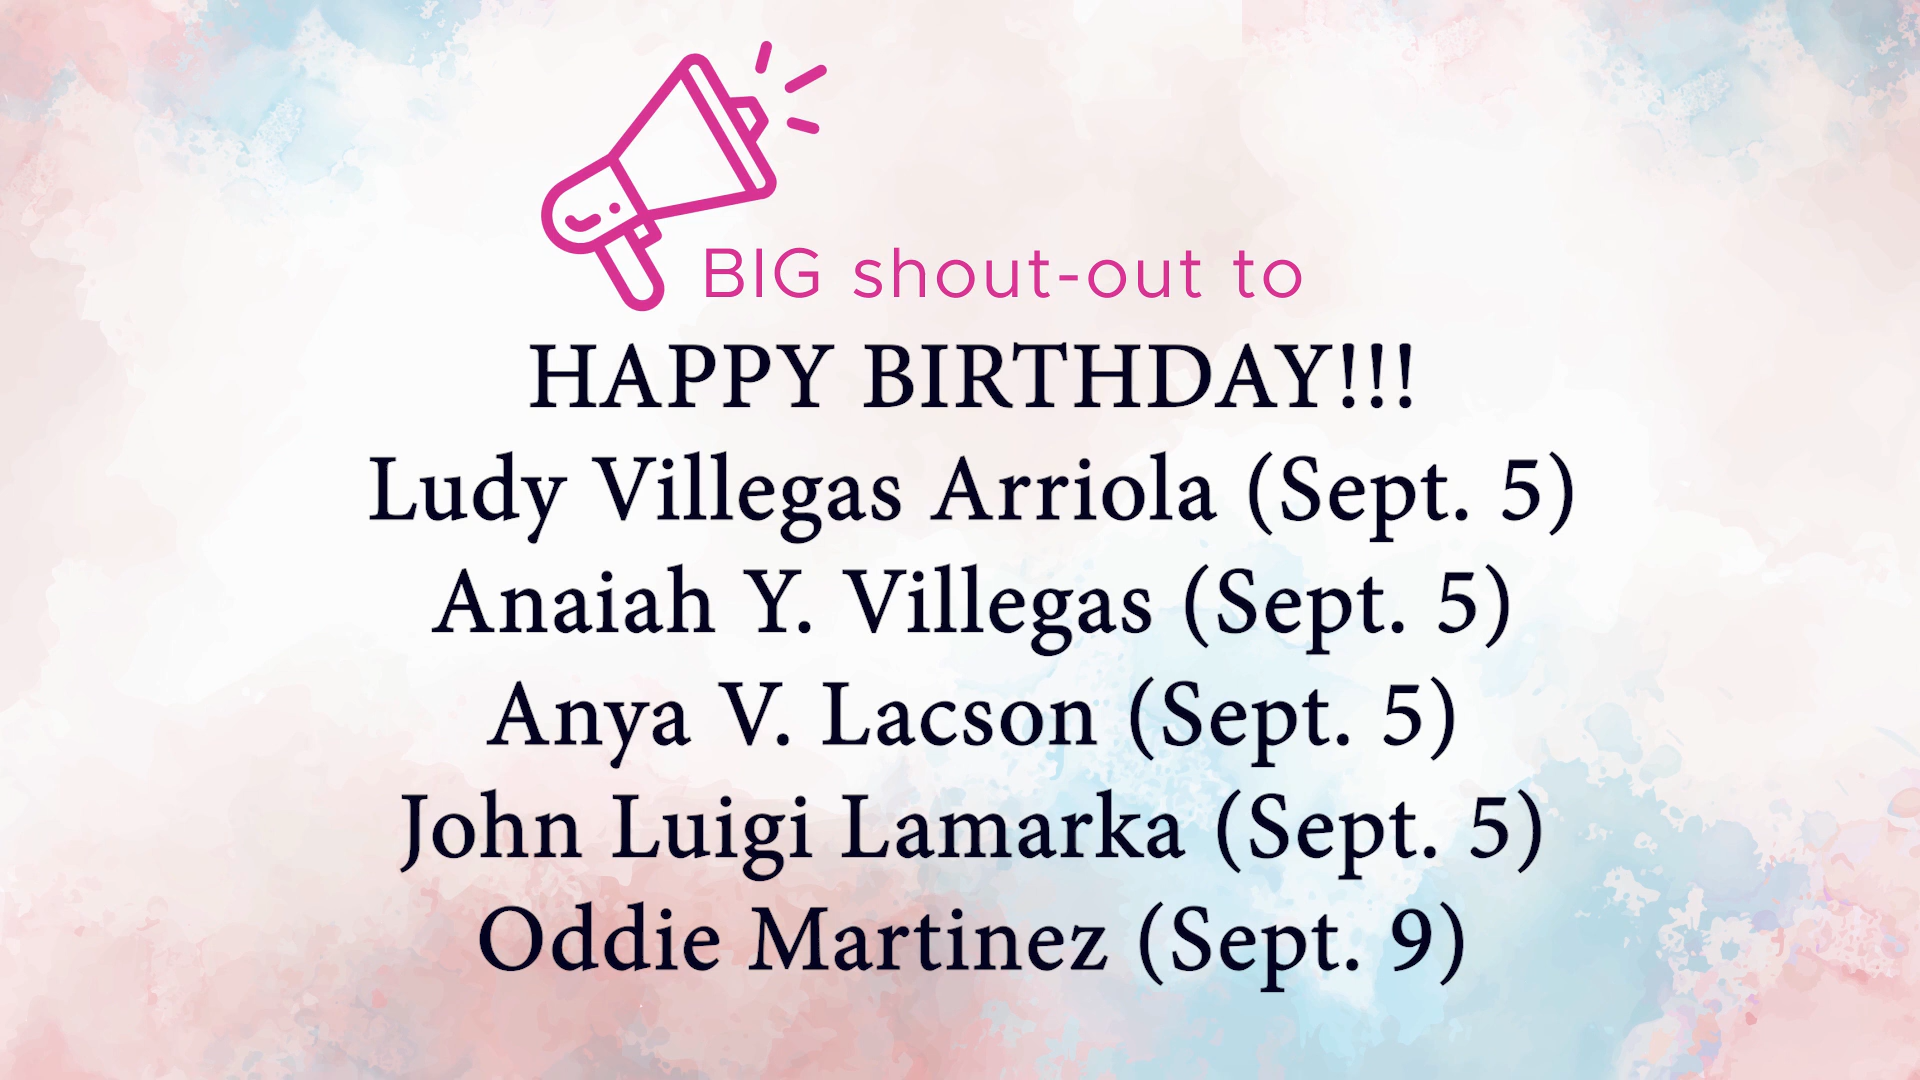 BIG shout-out to
HAPPY BIRTHDAY!!!
Ludy Villegas Arriola (Sept. 5)
Anaiah Y. Villegas (Sept. 5)
Anya V. Lacson (Sept. 5)
John Luigi Lamarka (Sept. 5)
Oddie Martinez (Sept. 9)